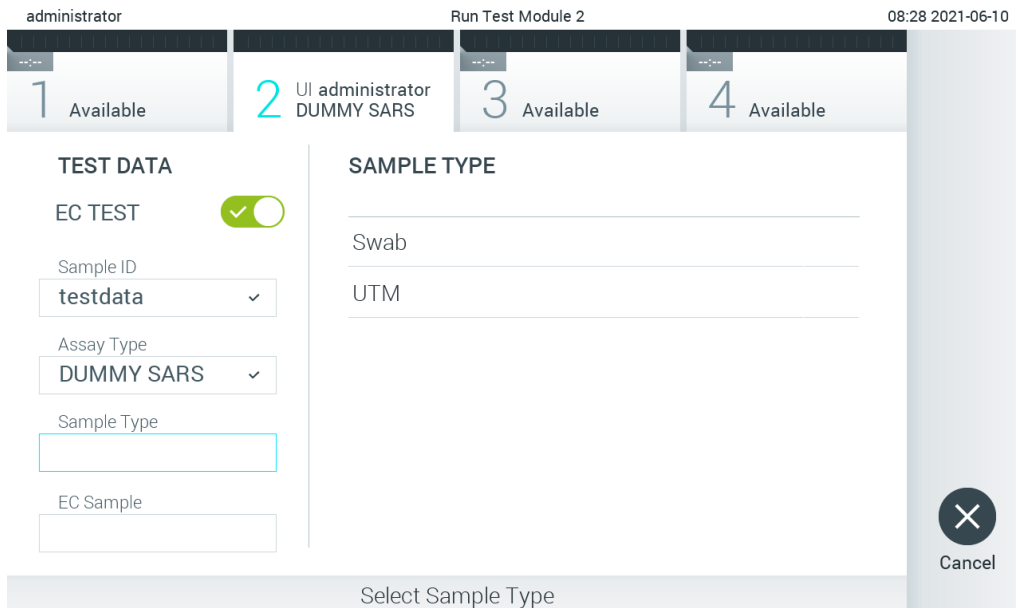 administrator Run Test Module 2 08:28 2021-06-10
--:-- --:-- --:--
1 Available
2 UI administrator
DUMMY SARS
3 Available
4 Available
TEST DATA
EC TEST
Sample ID
testdata
Assay Type
DUMMY SARS
Sample Type
EC Sample
SAMPLE TYPE
Swab
UTM
Cancel
Select Sample Type